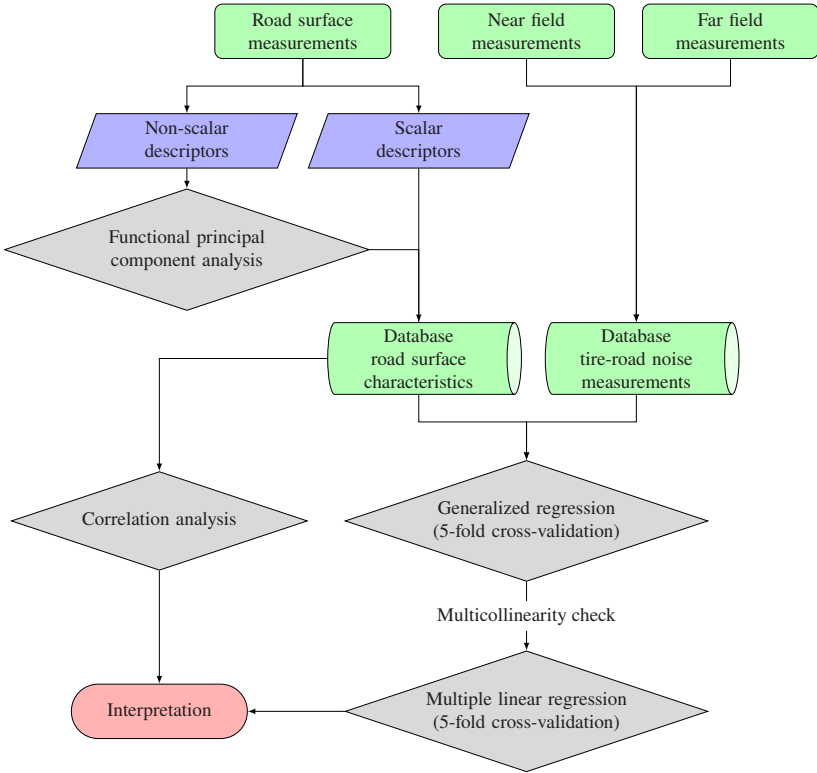 Road surface
measurements
Near field
measurements
Far field
measurements
Non-scalar
descriptors
Scalar
descriptors
Functional principal
component analysis
Database
road surface
characteristics
Database
tire-road noise
measurements
Correlation analysis
Generalized regression
(5-fold cross-validation)
Multicollinearity check
Interpretation
Multiple linear regression
(5-fold cross-validation)